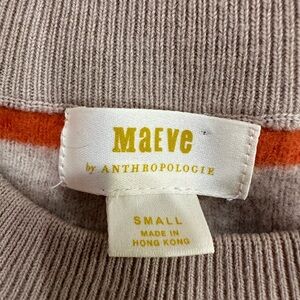 Maeve
by ANTHROPOLOGIE
SMALL
MADE IN
HONG KONG